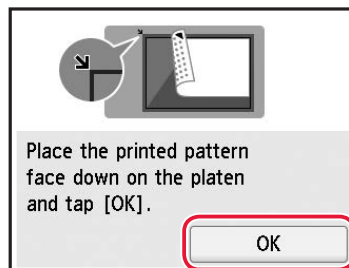 Place the printed pattern
face down on the platen
and tap [OK].
OK